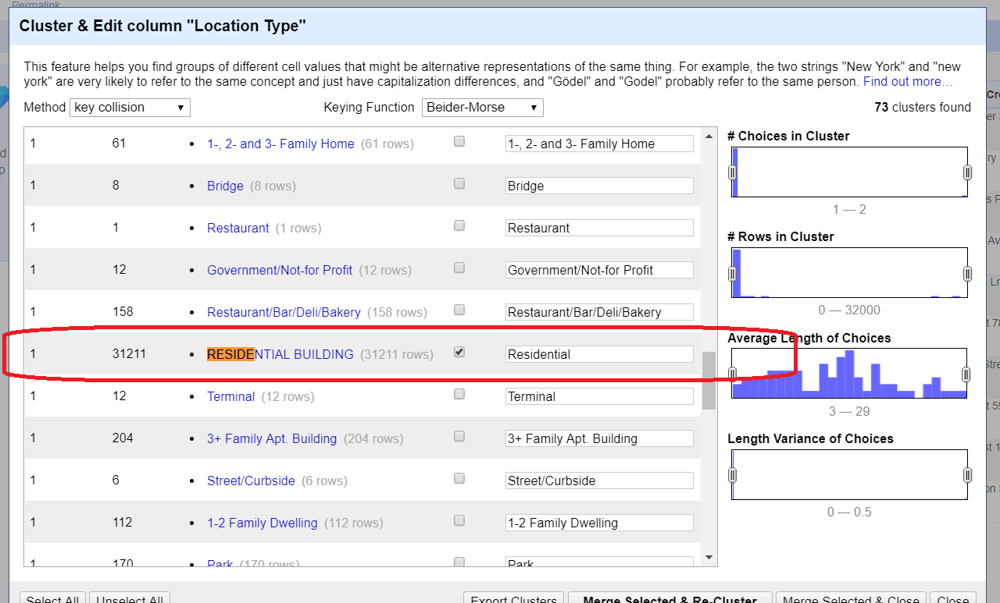 Permalink
Cluster & Edit column "Location Type"
This feature helps you find groups of different cell values that might be alternative representations of the same thing. For example, the two strings "New York" and "new
york" are very likely to refer to the same concept and just have capitalization differences, and "Gödel" and "Godel" probably refer to the same person. Find out more…
Method key collision Keying Function Beider-Morse 73 clusters found
1 61 • 1-, 2- and 3- Family Home (61 rows) 1-, 2- and 3- Family Home
1 8 • Bridge (8 rows) Bridge
1 1 • Restaurant (1 rows) Restaurant
1 12 • Government/Not-for Profit (12 rows) Government/Not-for Profit
1 158 • Restaurant/Bar/Deli/Bakery (158 rows) Restaurant/Bar/Deli/Bakery
1 31211 • RESIDENTIAL BUILDING (31211 rows) Residential
1 12 • Terminal (12 rows) Terminal
1 204 • 3+ Family Apt. Building (204 rows) 3+ Family Apt. Building
1 6 • Street/Curbside (6 rows) Street/Curbside
1 112 • 1-2 Family Dwelling (112 rows) 1-2 Family Dwelling
1 170 • Park (170 rows) Park
# Choices in Cluster
1 — 2
# Rows in Cluster
0 — 32000
Average Length of Choices
3 — 29
Length Variance of Choices
0 — 0.5
Select All Unselect All Export Clusters Merge Selected & Re-Cluster Merge Selected & Close Close